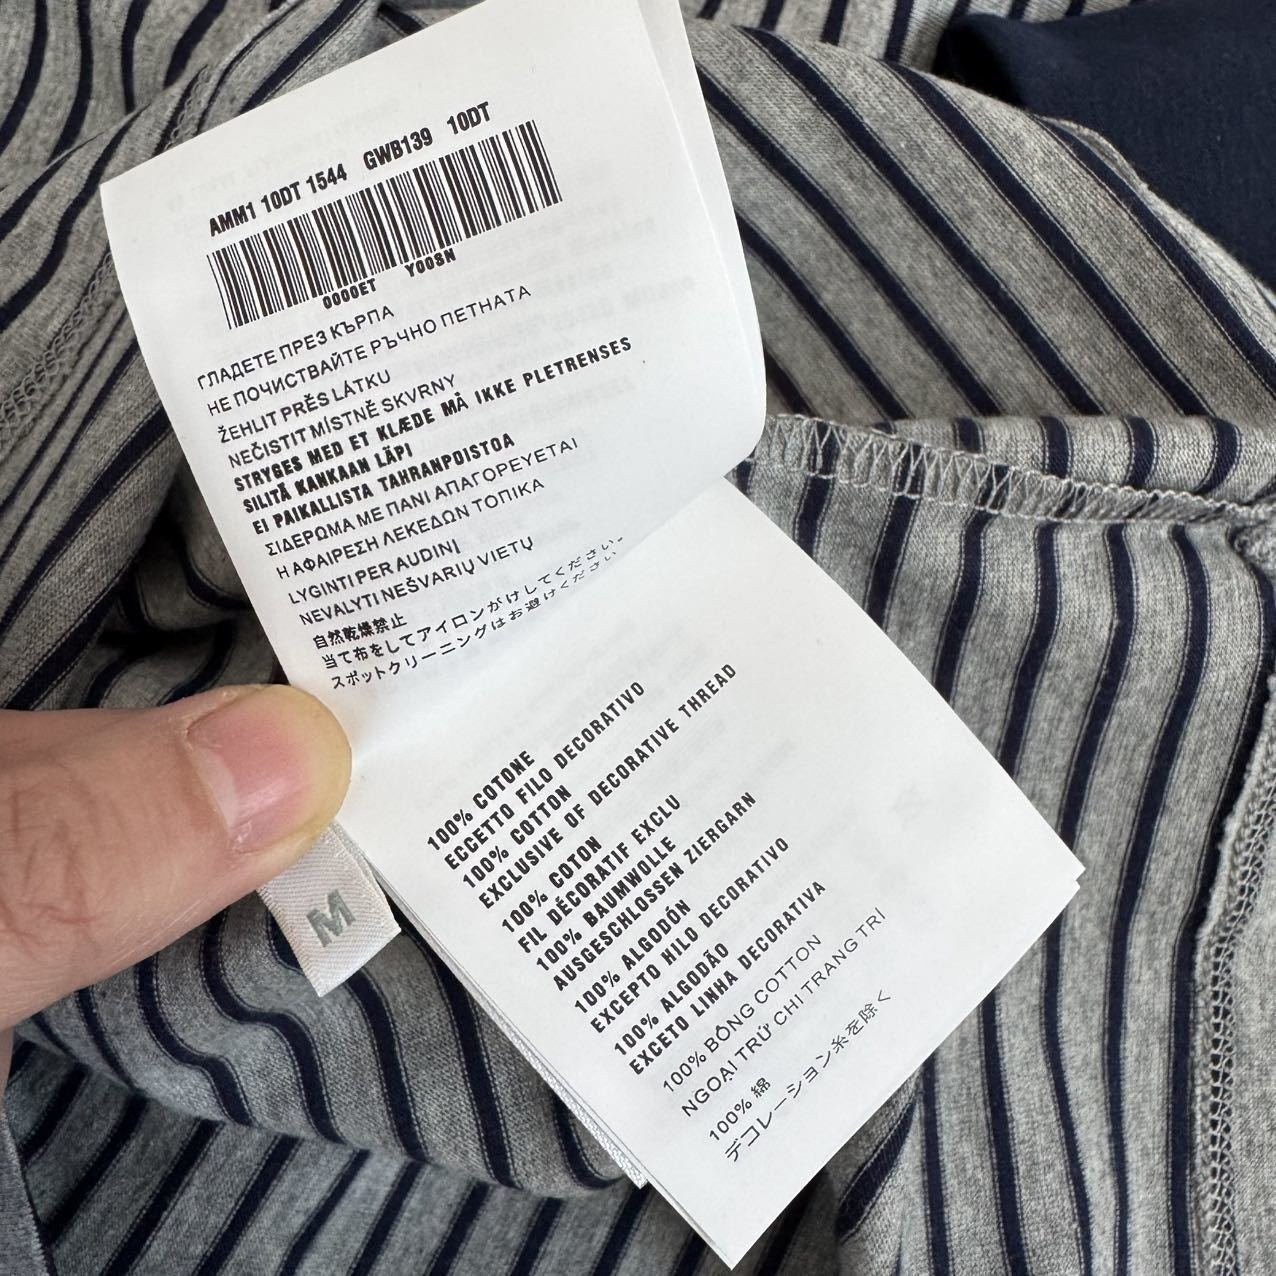 AMM1 10DT 1544 GWB139 10DT
0000ET Y00SN
ГЛАДЕТЕ ПРЕЗ КЪРПА
НЕ ПОЧИСТВАЙТЕ РЪЧНО ПЕТНАТА
ŽEHLIT PŘES LÁTKU
NEČISTIT MÍSTNĚ SKVRNY
STRYGES MED ET KLÆDE MÅ IKKE PLETRENSES
SILITÄ KANKAAN LÄPI
EI PAIKALLISTA TAHRANPOISTOA
ΣΙΔΕΡΩΜΑ ΜΕ ΠΑΝΙ ΑΠΑΓΟΡΕΥΕΤΑΙ
Η ΑΦΑΙΡΕΣΗ ΛΕΚΕΔΩΝ ΤΟΠΙΚΑ
LYGINTI PER AUDINĮ
NEVALYTI NEŠVARIŲ VIETŲ
自然乾燥禁止
当て布をしてアイロンがけしてください。
スポットクリーニングはお避けください。
100% COTONE
ECCETTO FILO DECORATIVO
100% COTTON
EXCLUSIVE OF DECORATIVE THREAD
100% COTON
FIL DÉCORATIF EXCLU
100% BAUMWOLLE
AUSGESCHLOSSEN ZIERGARN
100% ALGODÓN
EXCEPTO HILO DECORATIVO
100% ALGODÃO
EXCETO LINHA DECORATIVA
100% BÔNG COTTON
NGOẠI TRỪ CHỈ TRANG TRÍ
100% 綿
デコレーション糸を除く
M